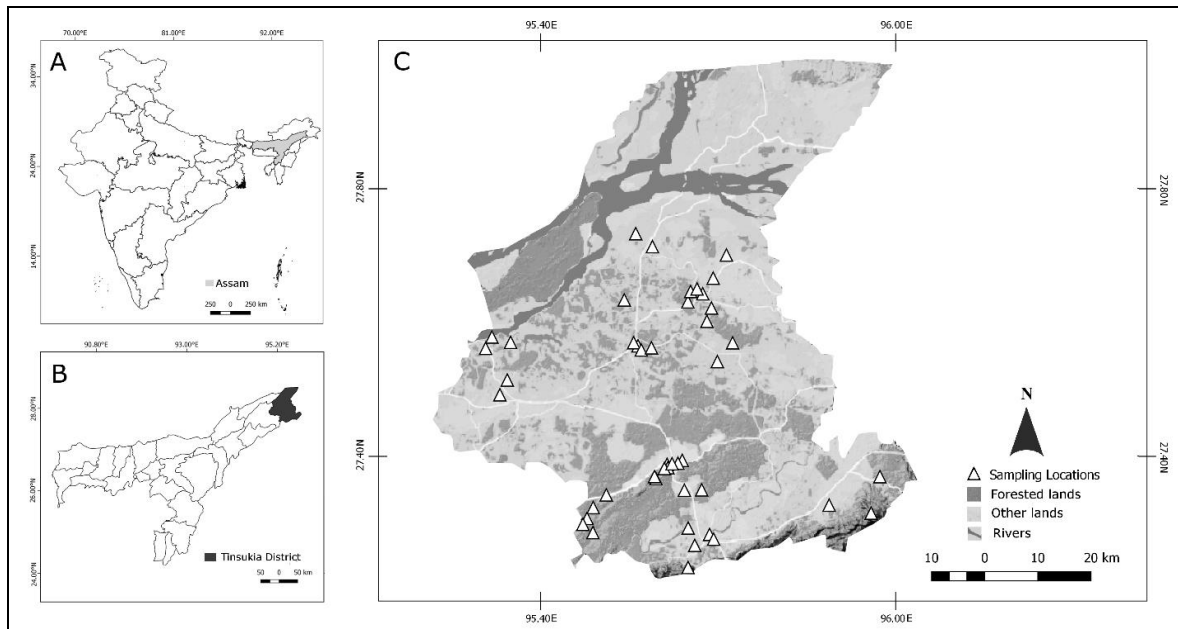 A
70.00°E 81.00°E 92.00°E
34.00°N
24.00°N
14.00°N
Assam
250 0 250 km
B
90.80°E 93.00°E 95.20°E
28.00°N
26.00°N
24.00°N
Tinsukia District
50 0 50 km
C
95.40E 96.00E
27.80N 27.80N
27.40N 27.40N
95.40E 96.00E
N
Sampling Locations
Forested lands
Other lands
Rivers
10 0 10 20 km